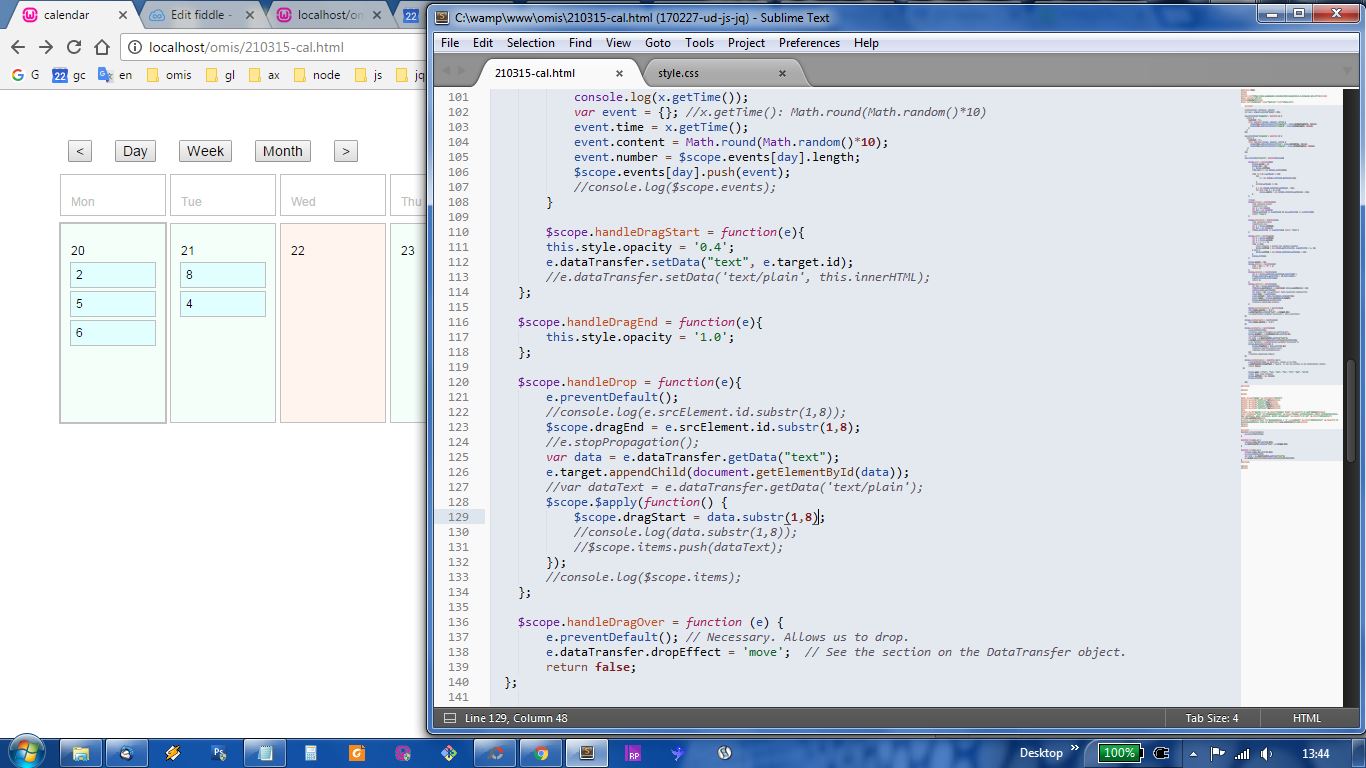 calendar
Edit fiddle -
localhost/on
22
localhost/omis/210315-cal.html
G G
22 gc
en
omis
gl
ax
node
js
jq
<
Day
Week
Month
>
Mon
Tue
Wed
Thu
20
21
22
23
2
8
5
4
6
C:\wamp\www\omis\210315-cal.html (170227-ud-js-jq) - Sublime Text
File Edit Selection Find View Goto Tools Project Preferences Help
210315-cal.html
style.css
101 console.log(x.getTime());
102 var event = {}; //x.getTime(): Math.round(Math.random()*10)
103 event.time = x.getTime();
104 event.content = Math.round(Math.random()*10);
105 event.number = $scope.events[day].length;
106 $scope.events[day].push(event);
107 //console.log($scope.events);
108 }
109
110 $scope.handleDragStart = function(e){
111 this.style.opacity = '0.4';
112 e.dataTransfer.setData("text", e.target.id);
113 //e.dataTransfer.setData('text/plain', this.innerHTML);
114 };
115
116 $scope.handleDragEnd = function(e){
117 this.style.opacity = '1.0';
118 };
119
120 $scope.handleDrop = function(e){
121 e.preventDefault();
122 //console.log(e.srcElement.id.substr(1,8));
123 $scope.dragEnd = e.srcElement.id.substr(1,8);
124 //e.stopPropagation();
125 var data = e.dataTransfer.getData("text");
126 e.target.appendChild(document.getElementById(data));
127 //var dataText = e.dataTransfer.getData('text/plain');
128 $scope.$apply(function() {
129 $scope.dragStart = data.substr(1,8);
130 //console.log(data.substr(1,8));
131 //$scope.items.push(dataText);
132 });
133 //console.log($scope.items);
134 };
135
136 $scope.handleDragOver = function (e) {
137 e.preventDefault(); // Necessary. Allows us to drop.
138 e.dataTransfer.dropEffect = 'move'; // See the section on the DataTransfer object.
139 return false;
140 };
141
Line 129, Column 48
Tab Size: 4
HTML
Ps
RP
Desktop »
100%
13:44